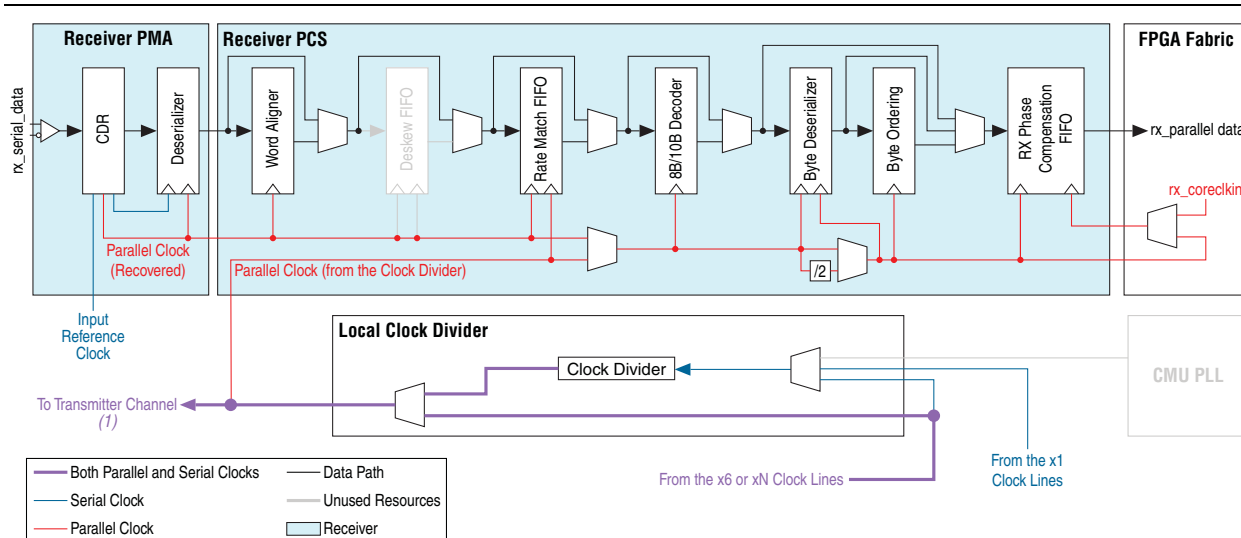 Receiver PMA
Receiver PCS
FPGA Fabric
rx_serial_data
CDR
Deserializer
Word Aligner
Deskew FIFO
Rate Match FIFO
8B/10B Decoder
Byte Deserializer
Byte Ordering
RX Phase
Compensation
FIFO
rx_parallel data
rx_coreclkin
Parallel Clock
(Recovered)
Parallel Clock (from the Clock Divider)
/2
Input
Reference
Clock
Local Clock Divider
Clock Divider
CMU PLL
To Transmitter Channel
(1)
From the x6 or xN Clock Lines
From the x1
Clock Lines
Both Parallel and Serial Clocks
Serial Clock
Parallel Clock
Data Path
Unused Resources
Receiver